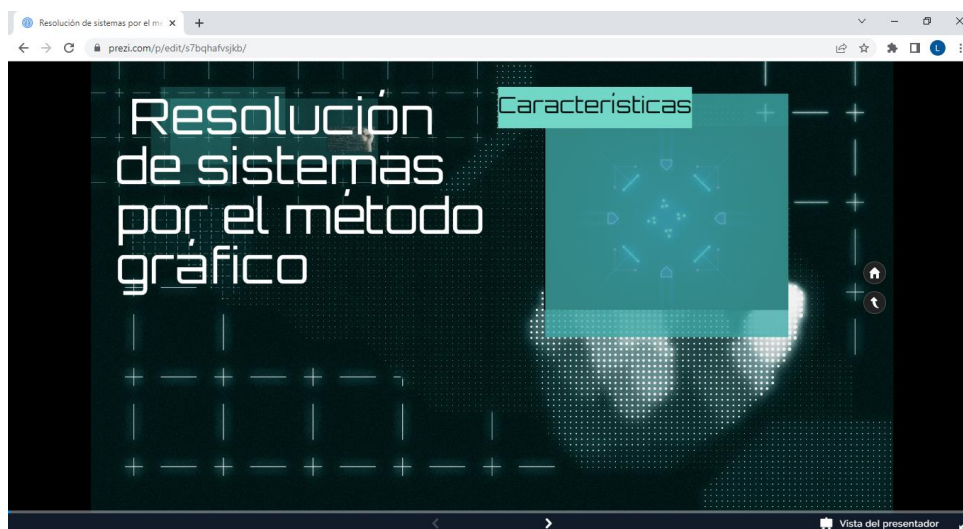 Resolución de sistemas por el mé
prezi.com/p/edit/s7bqhafvsjkb/
L
Resolución
de sistemas
por el método
gráfico
Características
Vista del presentador